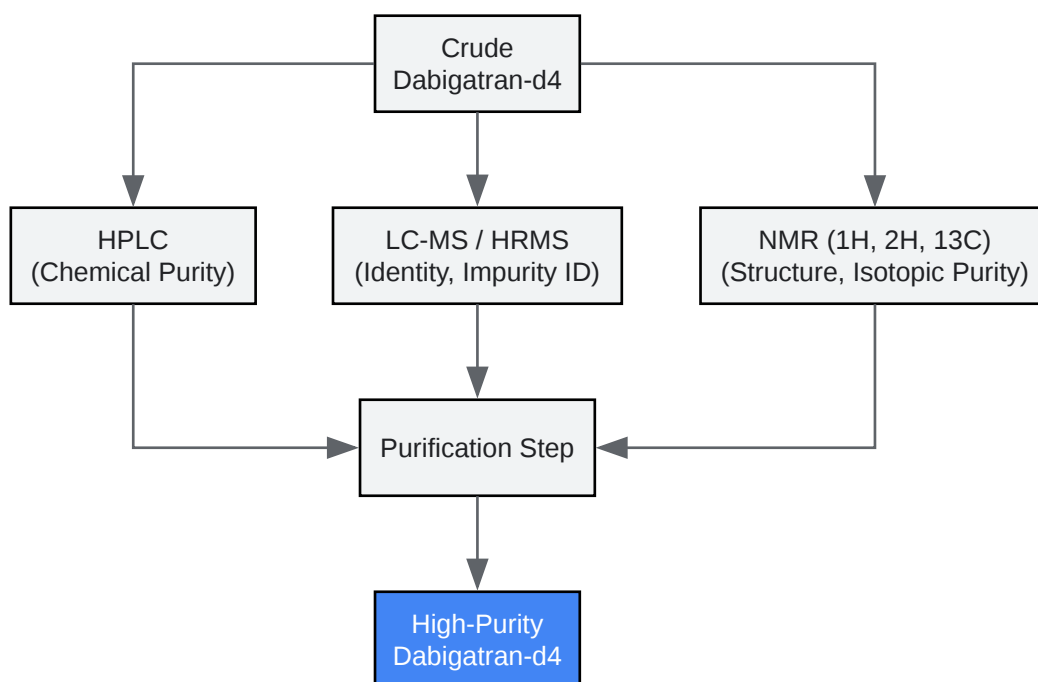 Crude
Dabigatran-d4
HPLC
(Chemical Purity)
LC-MS / HRMS
(Identity, Impurity ID)
NMR (1H, 2H, 13C)
(Structure, Isotopic Purity)
Purification Step
High-Purity
Dabigatran-d4